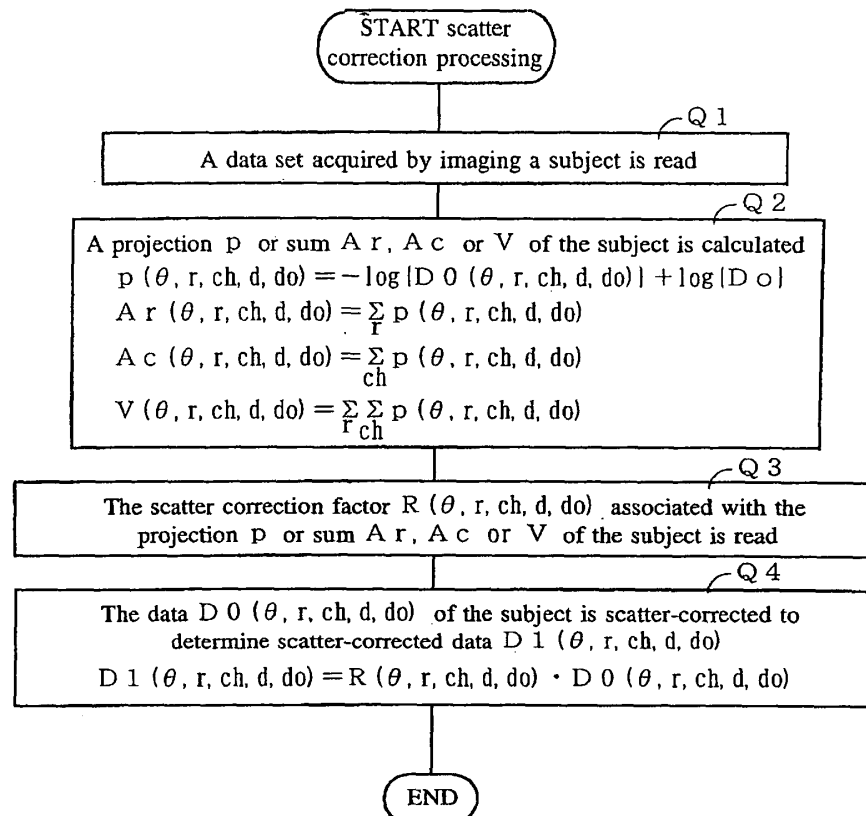 START scatter
correction processing
Q 1
A data set acquired by imaging a subject is read
Q 2
A projection p or sum A r, A c or V of the subject is calculated
p (θ, r, ch, d, do) = −log{D 0 (θ, r, ch, d, do)} + log{D o}
A r (θ, r, ch, d, do) = Σ p (θ, r, ch, d, do)
r
A c (θ, r, ch, d, do) = Σ p (θ, r, ch, d, do)
ch
V (θ, r, ch, d, do) = Σ Σ p (θ, r, ch, d, do)
r ch
Q 3
The scatter correction factor R (θ, r, ch, d, do) associated with the
projection p or sum A r, A c or V of the subject is read
Q 4
The data D 0 (θ, r, ch, d, do) of the subject is scatter-corrected to
determine scatter-corrected data D 1 (θ, r, ch, d, do)
D 1 (θ, r, ch, d, do) = R (θ, r, ch, d, do) · D 0 (θ, r, ch, d, do)
END